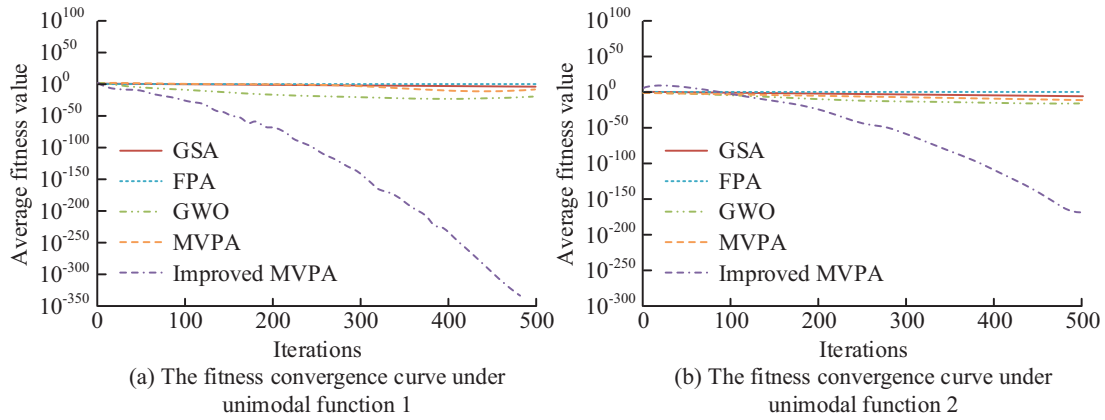 Average fitness value
10^100
10^50
10^0
10^-50
10^-100
10^-150
10^-200
10^-250
10^-300
10^-350
GSA
FPA
GWO
MVPA
Improved MVPA
0 100 200 300 400 500
Iterations
(a) The fitness convergence curve under
unimodal function 1
Average fitness value
10^100
10^50
10^0
10^-50
10^-100
10^-150
10^-200
10^-250
10^-300
GSA
FPA
GWO
MVPA
Improved MVPA
0 100 200 300 400 500
Iterations
(b) The fitness convergence curve under
unimodal function 2